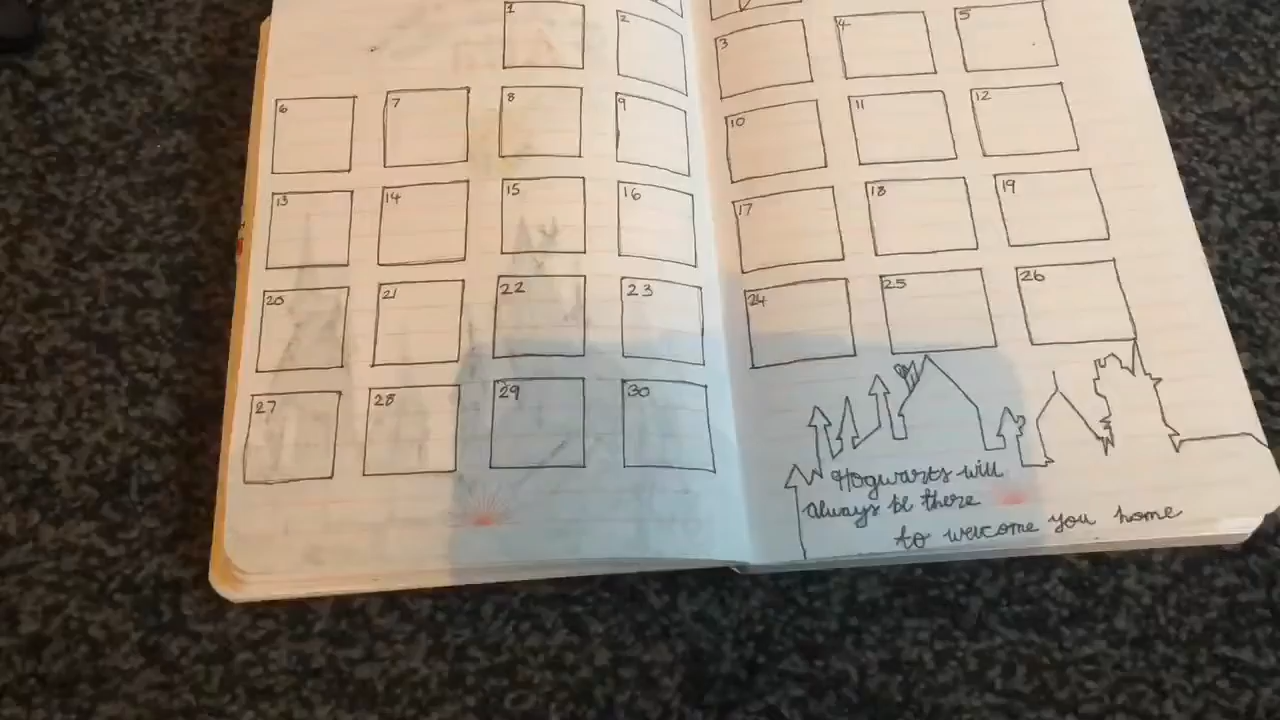 1 2 3 4 5
6 7 8 9 10 11 12
13 14 15 16 17 18 19
20 21 22 23 24 25 26
27 28 29 30
Hogwarts will
always be there
to welcome you home